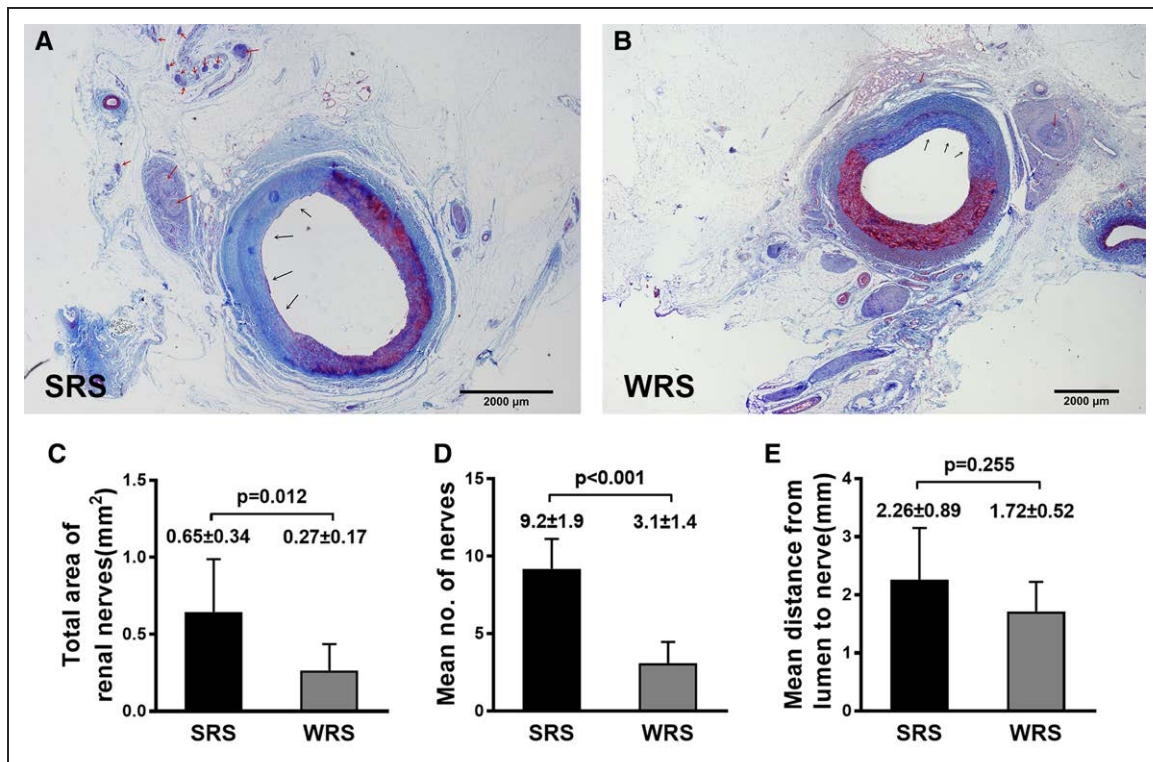 A
B
SRS
2000 µm
WRS
2000 µm
C
Total area of
renal nerves(mm²)
1.5
1.0
0.5
0.0
p=0.012
0.65±0.34
0.27±0.17
SRS
WRS
D
Mean no. of nerves
15
10
5
0
p<0.001
9.2±1.9
3.1±1.4
SRS
WRS
E
Mean distance from
lumen to nerve(mm)
4
3
2
1
0
p=0.255
2.26±0.89
1.72±0.52
SRS
WRS